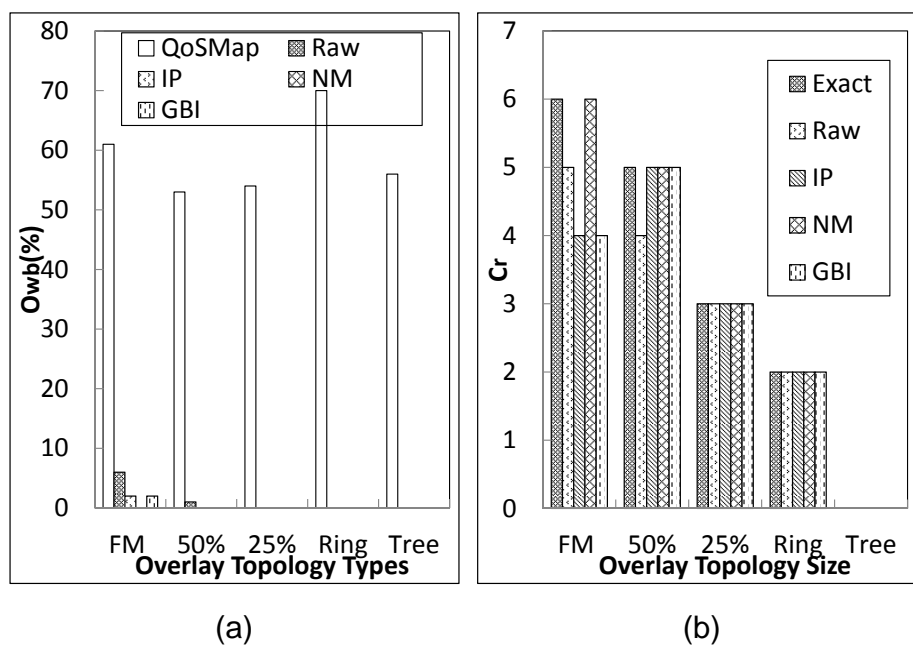 80
70
60
50
40
30
20
10
0
Owb(%)
QoSMap Raw
IP NM
GBI
FM 50% 25% Ring Tree
Overlay Topology Types
(a)
7
6
5
4
3
2
1
0
Cr
Exact
Raw
IP
NM
GBI
FM 50% 25% Ring Tree
Overlay Topology Size
(b)